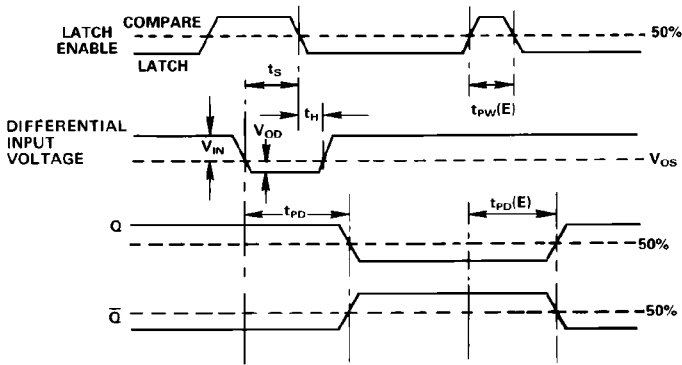 COMPARE
LATCH
ENABLE
50%
LATCH
tS
tH
tPW(E)
DIFFERENTIAL
INPUT
VOLTAGE
VIN
VOD
VOS
tPD
tPD(E)
Q
50%
Q̅
50%